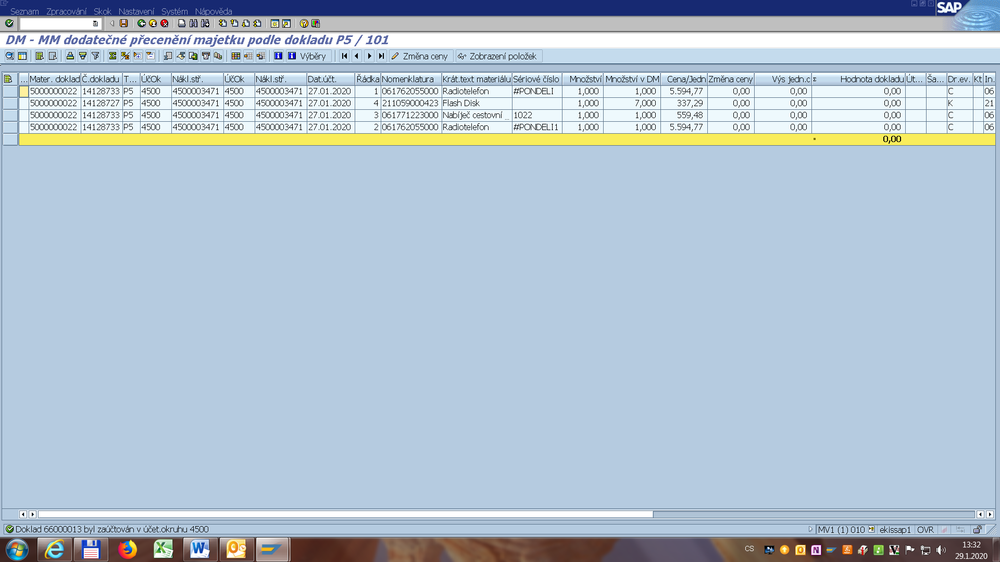 Seznam Zpracování Skok Nastavení Systém Nápověda
SAP
DM - MM dodatečné přecenění majetku podle dokladu P5 / 101
Výběry Změna ceny Zobrazení položek
... Mater. doklad Č.dokladu T... ÚčOk Nákl.stř. ÚčOk Nákl.stř. Dat.účt. Řádka Nomenklatura Krát.text materiálu Sériové číslo Množství Množství v DM Cena/Jedn Změna ceny Výs jedn.c Σ Hodnota dokladu Út... Ša... Dr.ev. Kt In.
5000000022 14128733 P5 4500 4500003471 4500 4500003471 27.01.2020 1 061762055000 Radiotelefon #PONDELI 1,000 1,000 5.594,77 0,00 0,00 0,00 C 06
5000000022 14128727 P5 4500 4500003471 4500 4500003471 27.01.2020 4 211059000423 Flash Disk 1,000 7,000 337,29 0,00 0,00 0,00 K 21
5000000022 14128733 P5 4500 4500003471 4500 4500003471 27.01.2020 3 061771223000 Nabíječ cestovní ... 1022 1,000 1,000 559,48 0,00 0,00 0,00 C 06
5000000022 14128733 P5 4500 4500003471 4500 4500003471 27.01.2020 2 061762055000 Radiotelefon #PONDELI1 1,000 1,000 5.594,77 0,00 0,00 0,00 C 06
0,00
Doklad 66000013 byl zaúčtován v účet.okruhu 4500
MV1 (1) 010 ekissap1 OVR
CS
13:32
29.1.2020